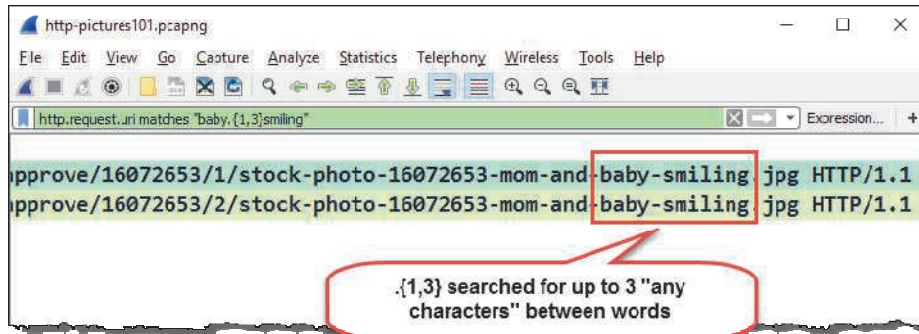 http-pictures101.pcapng
File Edit View Go Capture Analyze Statistics Telephony Wireless Tools Help
http.request.uri matches "baby.{1,3}smiling" Expression... +
approve/16072653/1/stock-photo-16072653-mom-and-baby-smiling.jpg HTTP/1.1
approve/16072653/2/stock-photo-16072653-mom-and-baby-smiling.jpg HTTP/1.1
.{1,3} searched for up to 3 "any
characters" between words